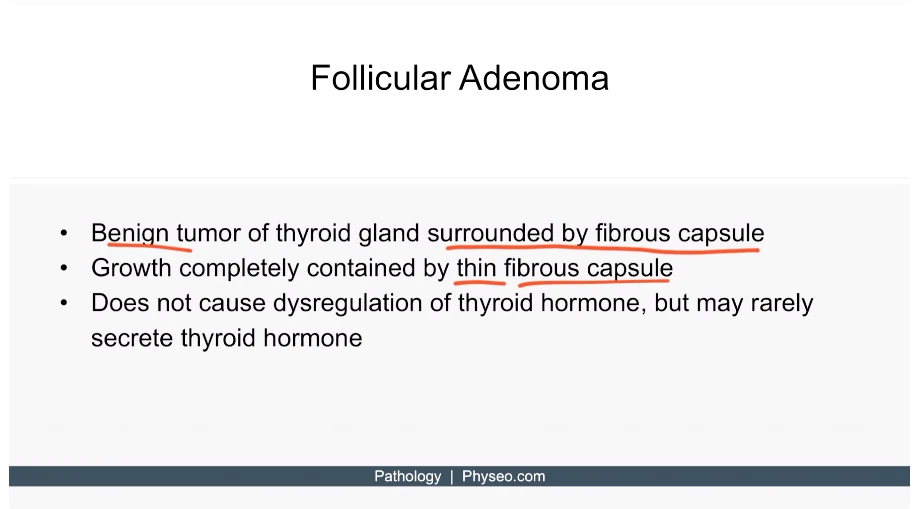 Follicular Adenoma
• Benign tumor of thyroid gland surrounded by fibrous capsule
• Growth completely contained by thin fibrous capsule
• Does not cause dysregulation of thyroid hormone, but may rarely
secrete thyroid hormone
Pathology | Physeo.com